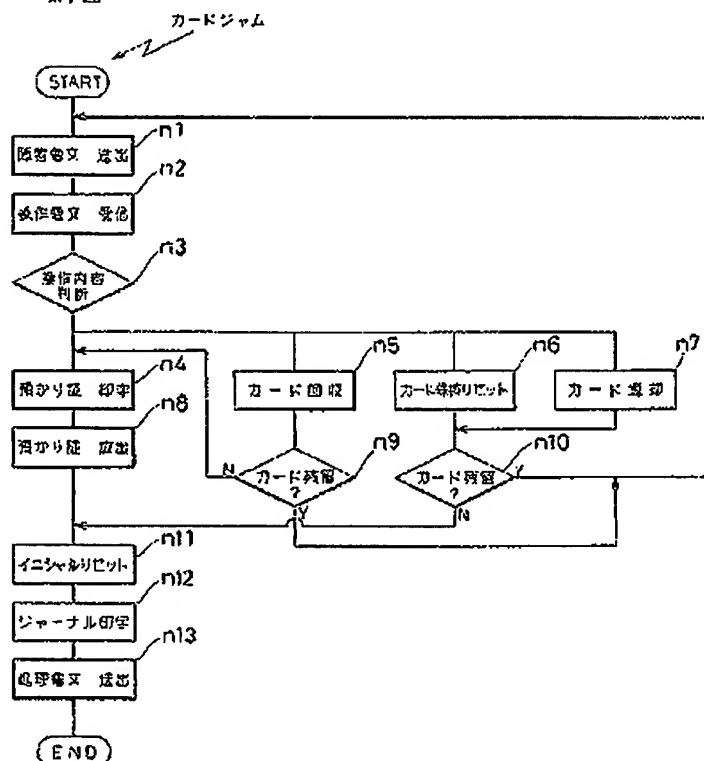 カードジャム
START
n1
障害電文 送出
n2
操作電文 受信
n3
操作内容
判断
n4
預かり証 印字
n5
カード回収
n6
カード保持リセット
n7
カード返却
n8
預かり証 放出
n9
カード残留
?
N
Y
n10
カード残留
?
Y
N
n11
イニシャルリセット
n12
ジャーナル印字
n13
処理電文 送出
END